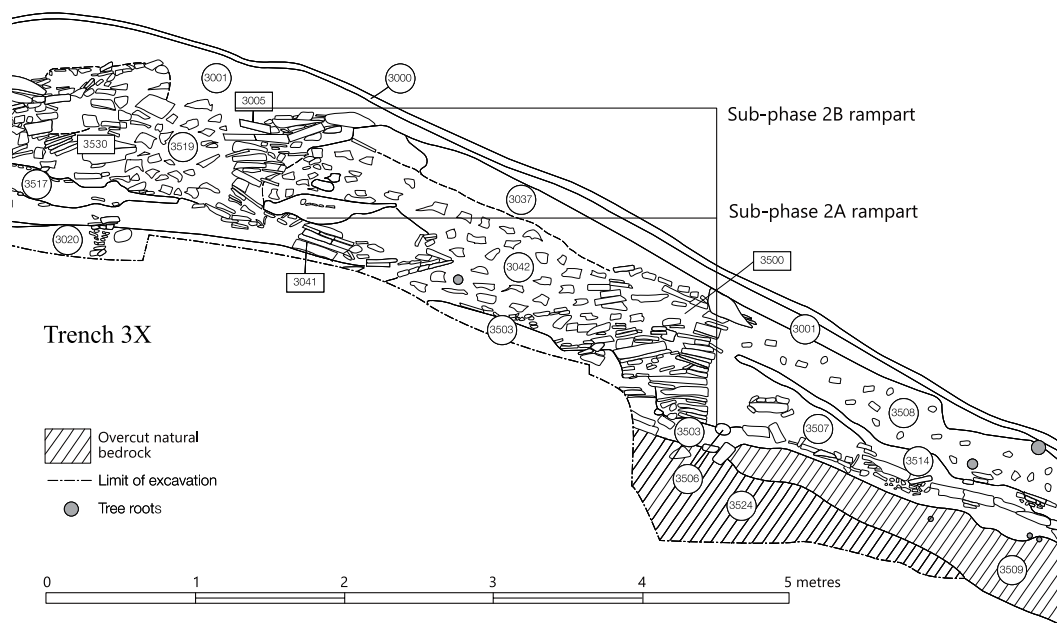 3001
3000
3005
Sub-phase 2B rampart
3530
3519
3517
3037
Sub-phase 2A rampart
3020
3042
3500
3041
Trench 3X
3503
3001
3508
3503
3507
3514
Overcut natural
bedrock
3506
3524
Limit of excavation
Tree roots
3509
0 1 2 3 4 5 metres